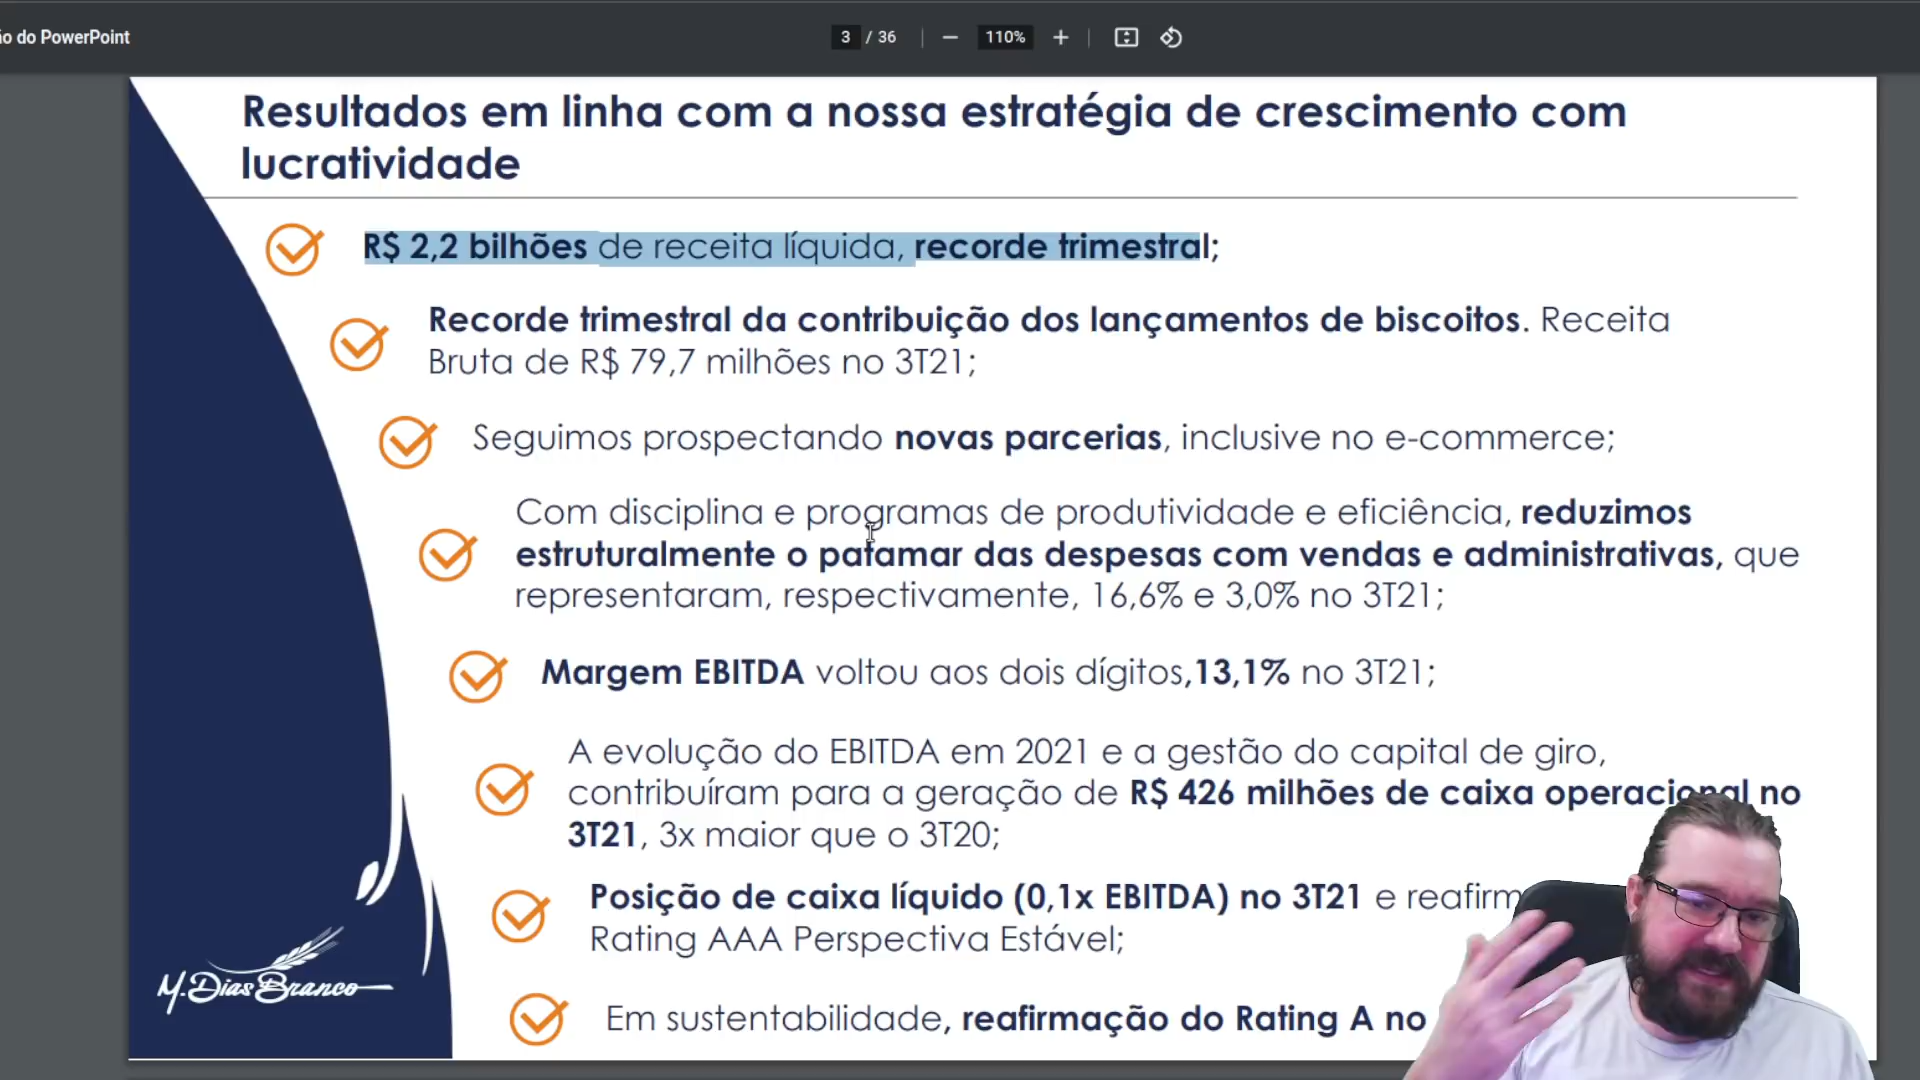 o do PowerPoint
3 / 36
110%
Resultados em linha com a nossa estratégia de crescimento com
lucratividade
R$ 2,2 bilhões de receita líquida, recorde trimestral;
Recorde trimestral da contribuição dos lançamentos de biscoitos. Receita
Bruta de R$ 79,7 milhões no 3T21;
Seguimos prospectando novas parcerias, inclusive no e-commerce;
Com disciplina e programas de produtividade e eficiência, reduzimos
estruturalmente o patamar das despesas com vendas e administrativas, que
representaram, respectivamente, 16,6% e 3,0% no 3T21;
Margem EBITDA voltou aos dois dígitos,13,1% no 3T21;
A evolução do EBITDA em 2021 e a gestão do capital de giro,
contribuíram para a geração de R$ 426 milhões de caixa operacional no
3T21, 3x maior que o 3T20;
Posição de caixa líquido (0,1x EBITDA) no 3T21 e reafirm
Rating AAA Perspectiva Estável;
Em sustentabilidade, reafirmação do Rating A no
M. Dias Branco